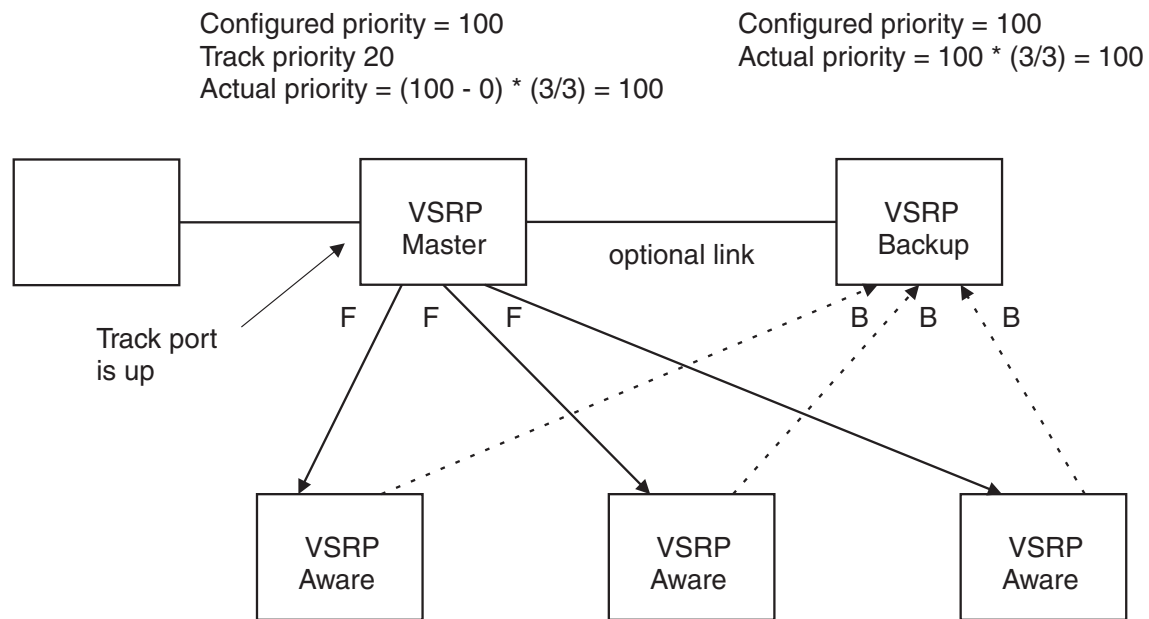 Configured priority = 100
Track priority 20
Actual priority = (100 - 0) * (3/3) = 100
Configured priority = 100
Actual priority = 100 * (3/3) = 100
VSRP
Master
optional link
VSRP
Backup
Track port
is up
F
F
F
B
B
B
VSRP
Aware
VSRP
Aware
VSRP
Aware